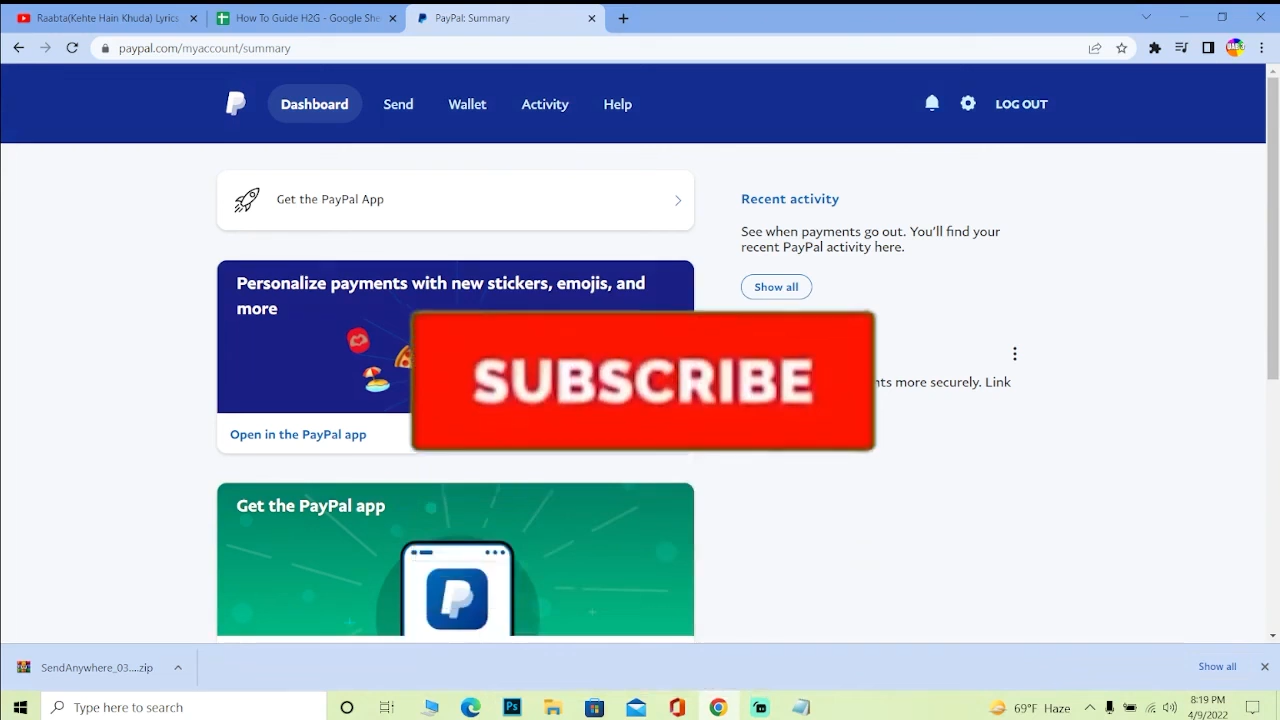 Raabta(Kehte Hain Khuda) Lyrics
How To Guide H2G - Google She
PayPal: Summary
paypal.com/myaccount/summary
Dashboard
Send
Wallet
Activity
Help
LOG OUT
Get the PayPal App
Recent activity
See when payments go out. You'll find your
recent PayPal activity here.
Show all
Personalize payments with new stickers, emojis, and
more
SUBSCRIBE
nts more securely. Link
Open in the PayPal app
Get the PayPal app
SendAnywhere_03....zip
Show all
Type here to search
Ps
69°F Haze
8:19 PM
4/9/2022